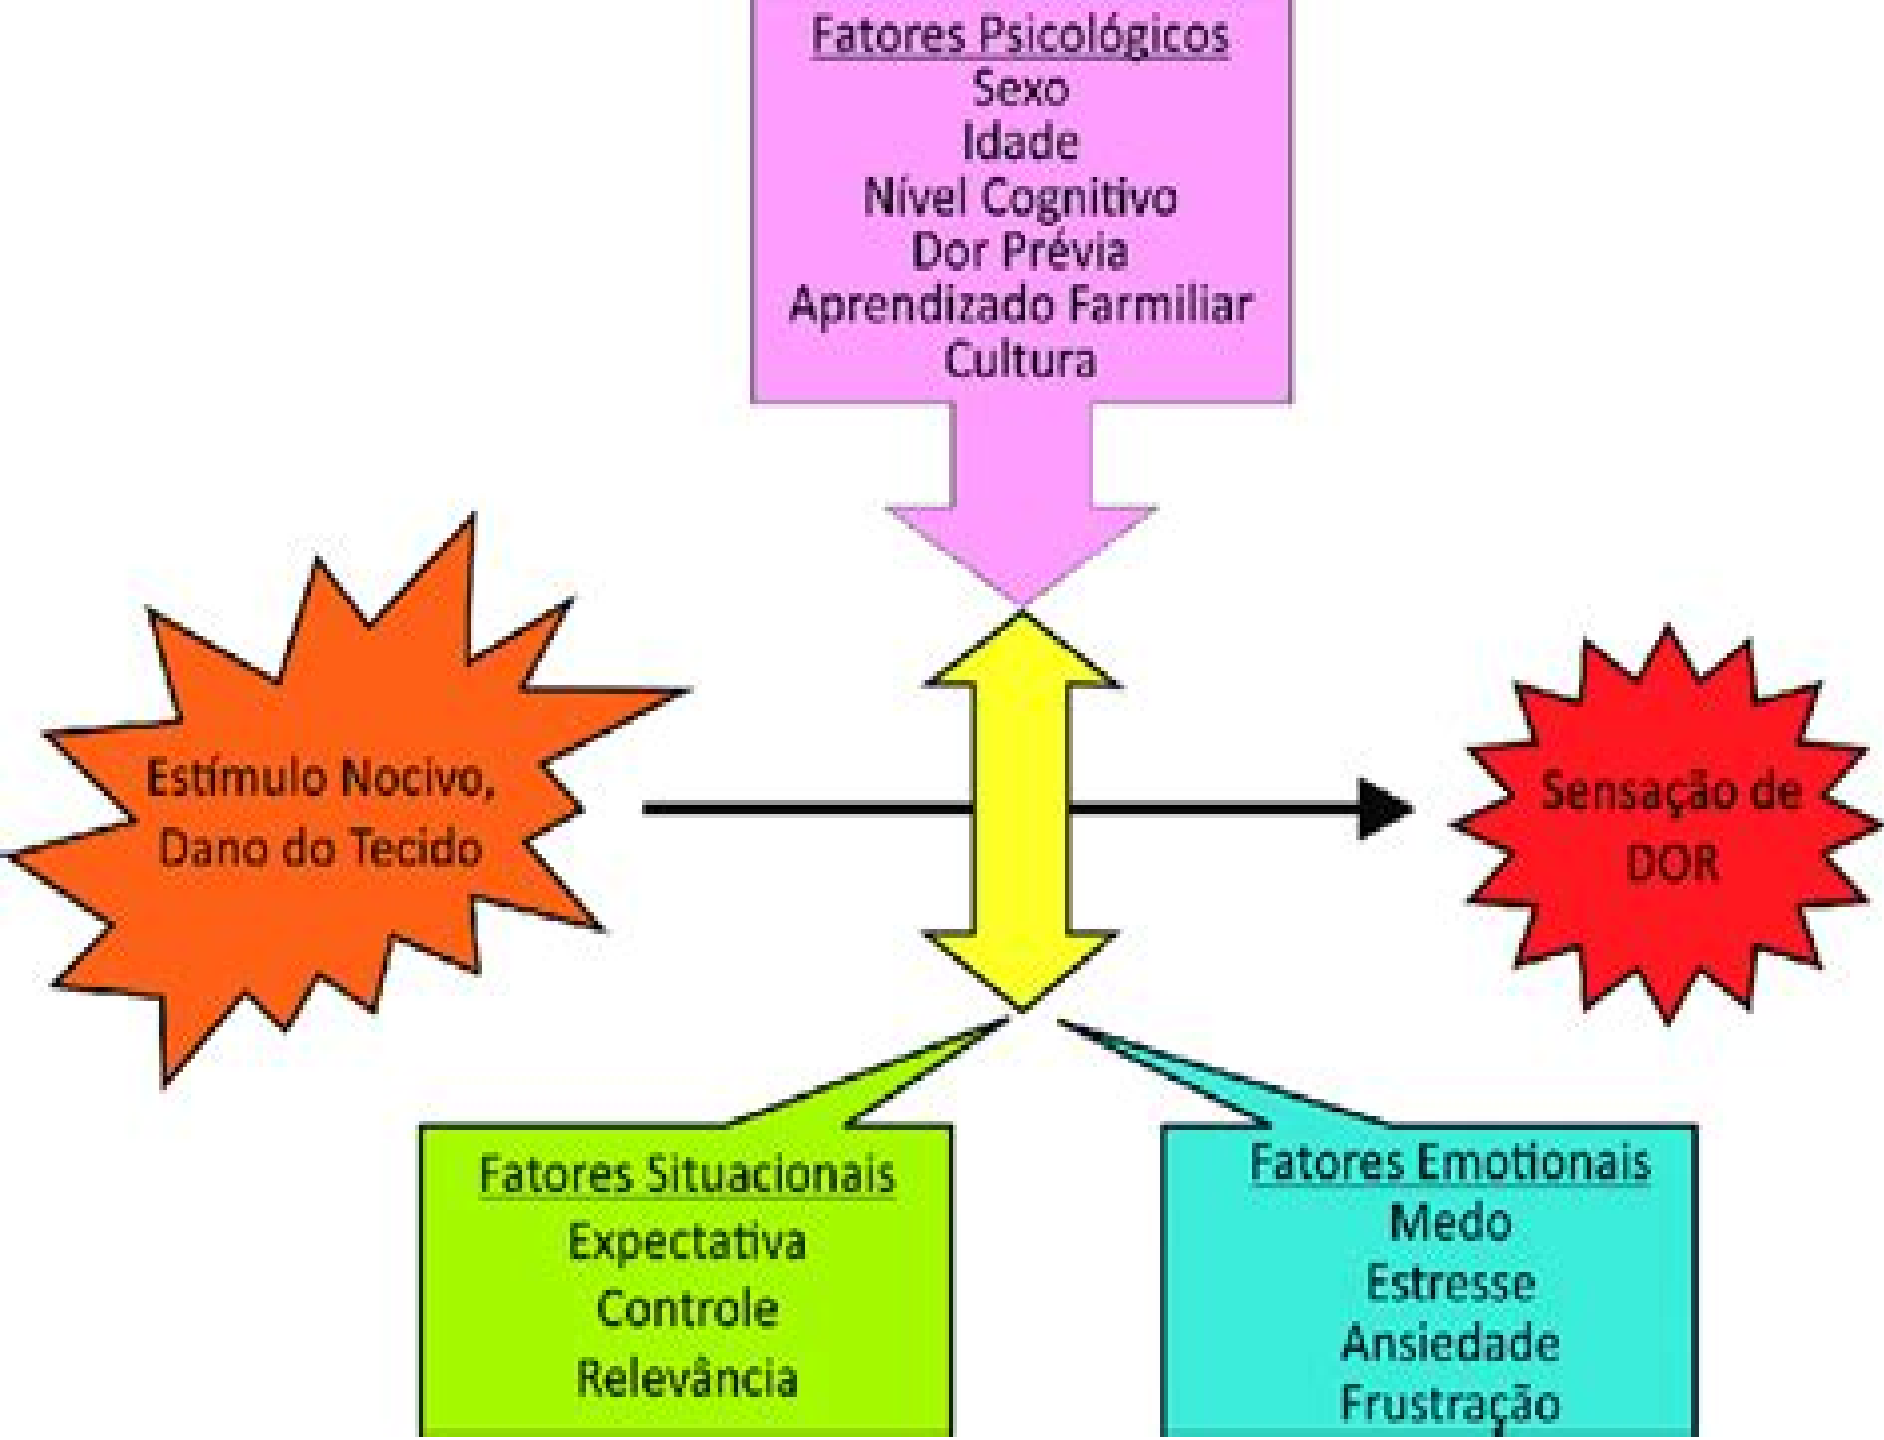 Fatores Psicológicos
Sexo
Idade
Nível Cognitivo
Dor Prévia
Aprendizado Farmiliar
Cultura
Estímulo Nocivo,
Dano do Tecido
Sensação de
DOR
Fatores Situacionais
Expectativa
Controle
Relevância
Fatores Emotionais
Medo
Estresse
Ansiedade
Frustração